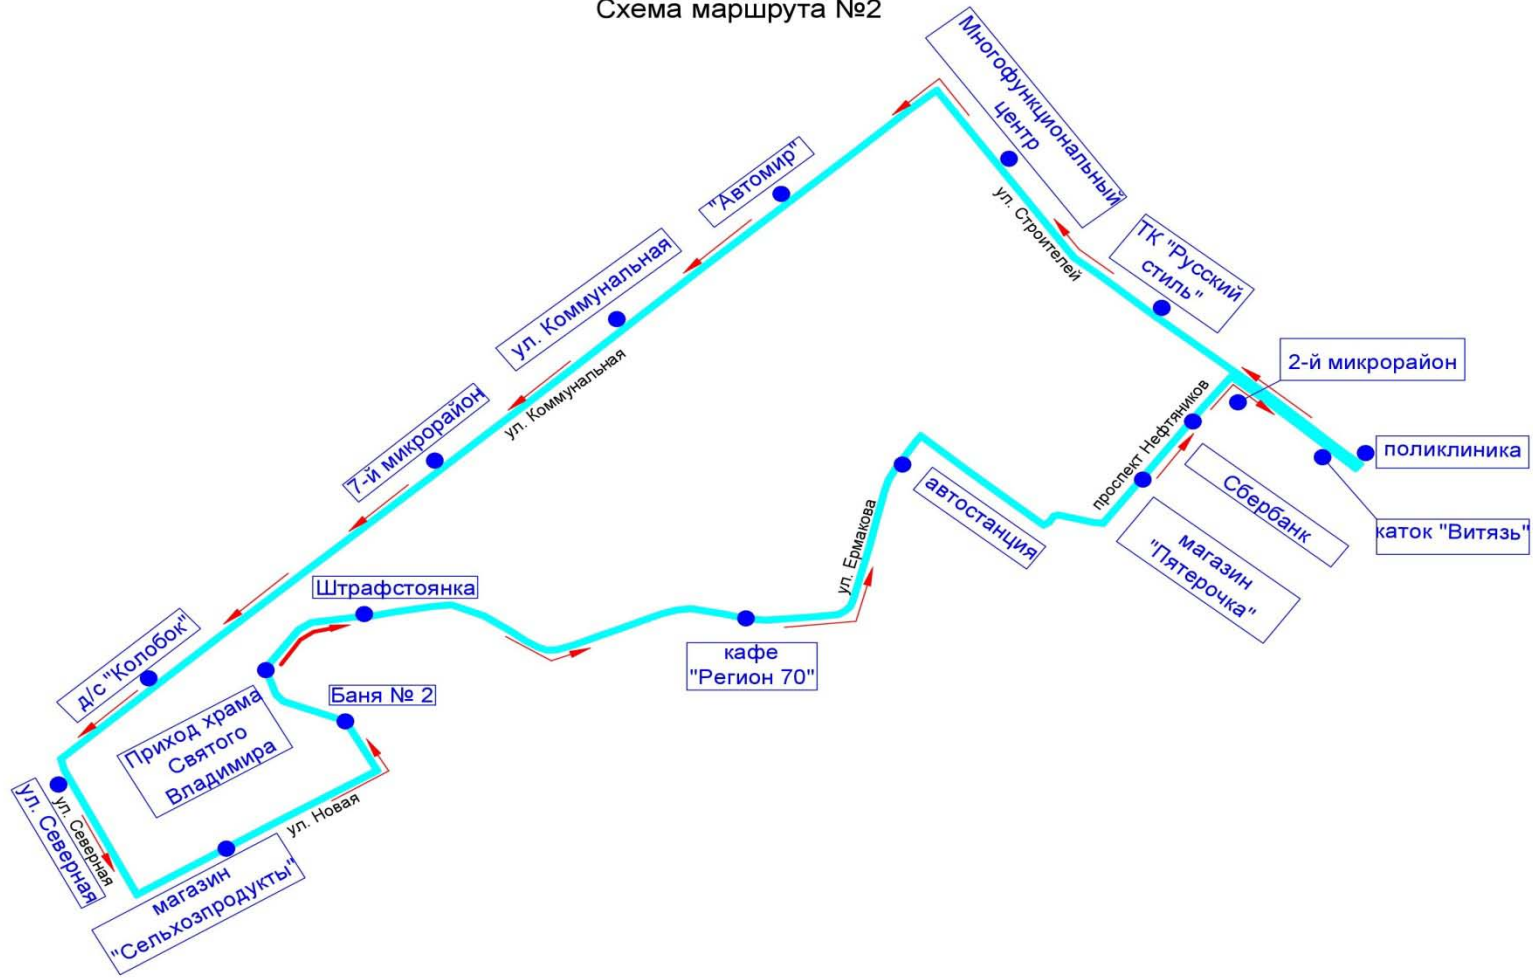 Схема маршрута №2
Многофункциональный
центр
"Автомир"
ул. Строителей
ТК "Русский
стиль"
ул. Коммунальная
ул. Коммунальная
2-й микрорайон
7-й микрорайон
проспект Нефтяников
поликлиника
Сбербанк
каток "Витязь"
автостанция
магазин
"Пятерочка"
ул. Ермакова
Штрафстоянка
кафе
"Регион 70"
д/с "Колобок"
Баня № 2
Приход храма
Святого
Владимира
ул. Северная
ул. Северная
ул. Новая
магазин
"Сельхозпродукты"